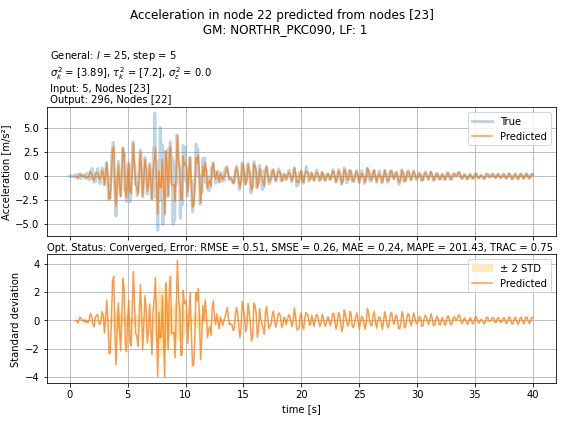 Acceleration in node 22 predicted from nodes [23]
GM: NORTHR_PKC090, LF: 1
General: l = 25, step = 5
σ²ₖ = [3.89], τ²ₖ = [7.2], σ²ε = 0.0
Input: 5, Nodes [23]
Output: 296, Nodes [22]
Acceleration [m/s²]
5.0
2.5
0.0
−2.5
−5.0
True
Predicted
Opt. Status: Converged, Error: RMSE = 0.51, SMSE = 0.26, MAE = 0.24, MAPE = 201.43, TRAC = 0.75
Standard deviation
4
2
0
−2
−4
± 2 STD
Predicted
0 5 10 15 20 25 30 35 40
time [s]